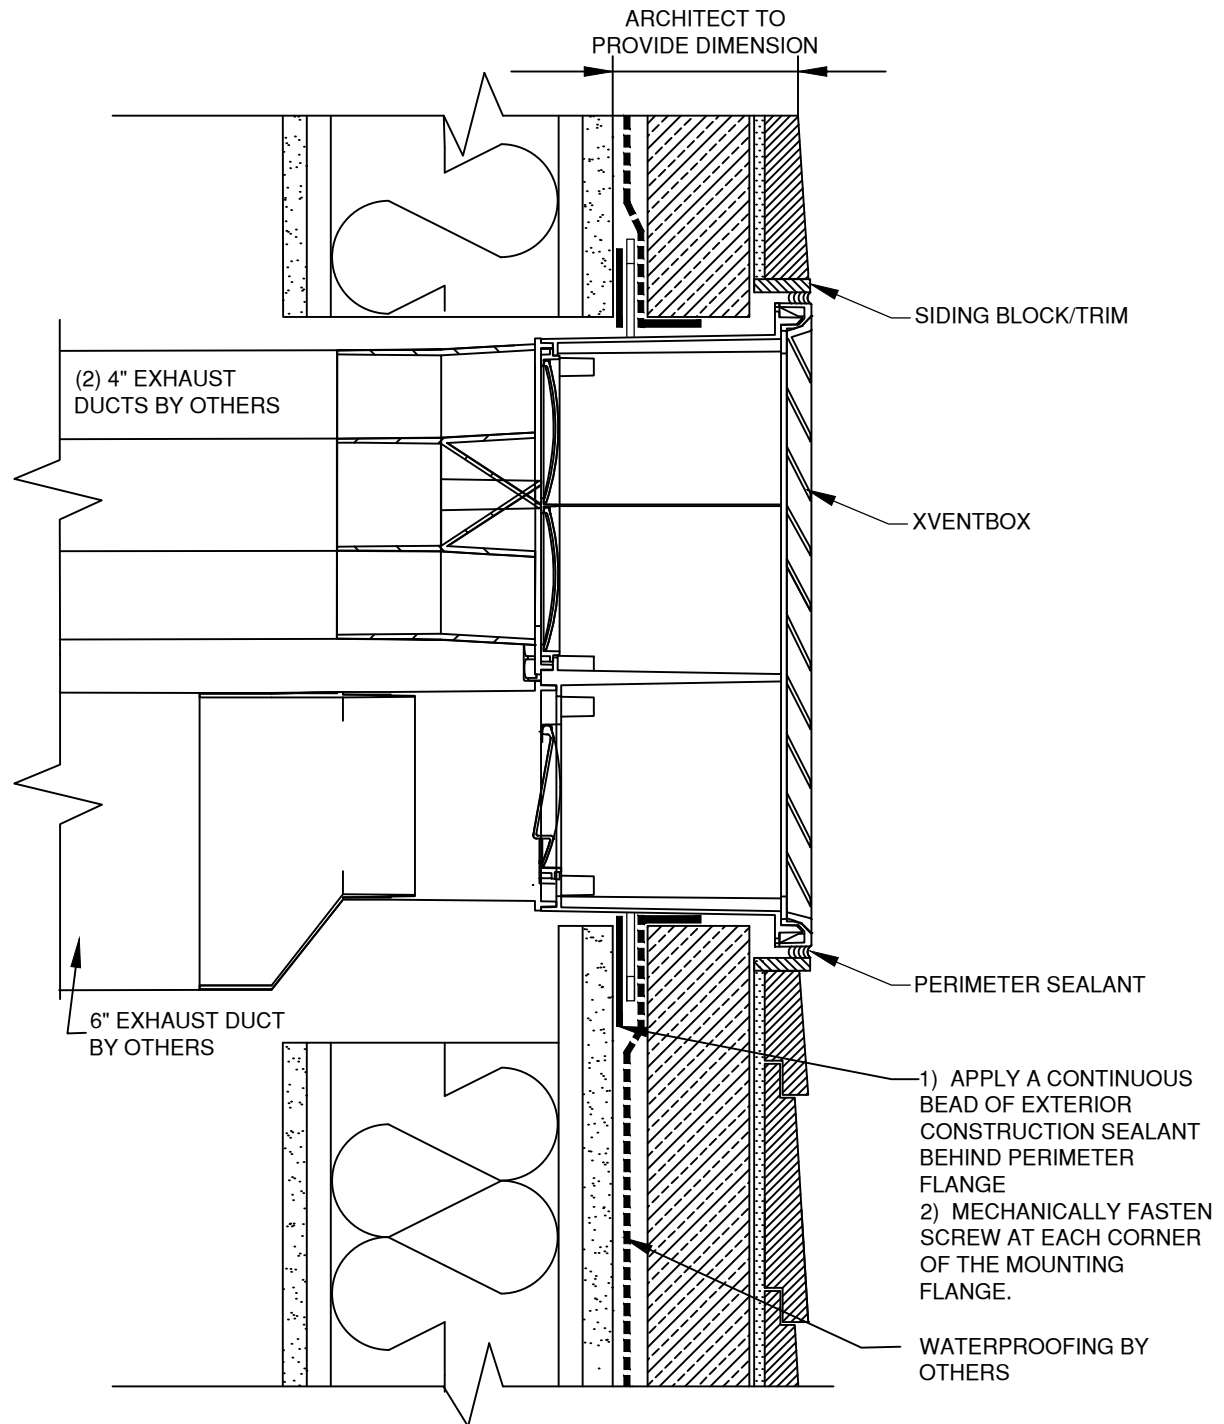 ARCHITECT TO
PROVIDE DIMENSION
SIDING BLOCK/TRIM
(2) 4" EXHAUST
DUCTS BY OTHERS
XVENTBOX
PERIMETER SEALANT
6" EXHAUST DUCT
BY OTHERS
1) APPLY A CONTINUOUS
BEAD OF EXTERIOR
CONSTRUCTION SEALANT
BEHIND PERIMETER
FLANGE
2) MECHANICALLY FASTEN
SCREW AT EACH CORNER
OF THE MOUNTING
FLANGE.
WATERPROOFING BY
OTHERS